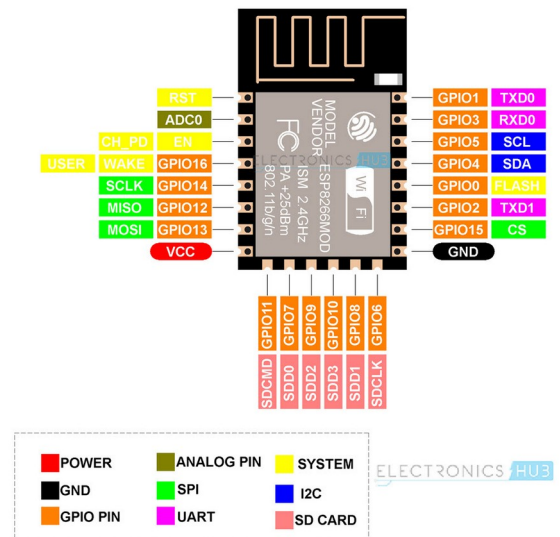 RST
GPIO1 TXD0
ADC0
GPIO3 RXD0
CH_PD EN
GPIO5 SCL
USER WAKE GPIO16
GPIO4 SDA
SCLK GPIO14
GPIO0 FLASH
MISO GPIO12
GPIO2 TXD1
MOSI GPIO13
GPIO15 CS
VCC
GND
MODEL ESP8266MOD
VENDOR
Wi Fi
FC
ISM 2.4GHz
PA +25dBm
802.11b/g/n
ELECTRONICS HUB
GPIO11 SDCMD
GPIO7 SDD0
GPIO9 SDD2
GPIO10 SDD3
GPIO8 SDD1
GPIO6 SDCLK
POWER
ANALOG PIN
SYSTEM
GND
SPI
I2C
GPIO PIN
UART
SD CARD
ELECTRONICS HUB